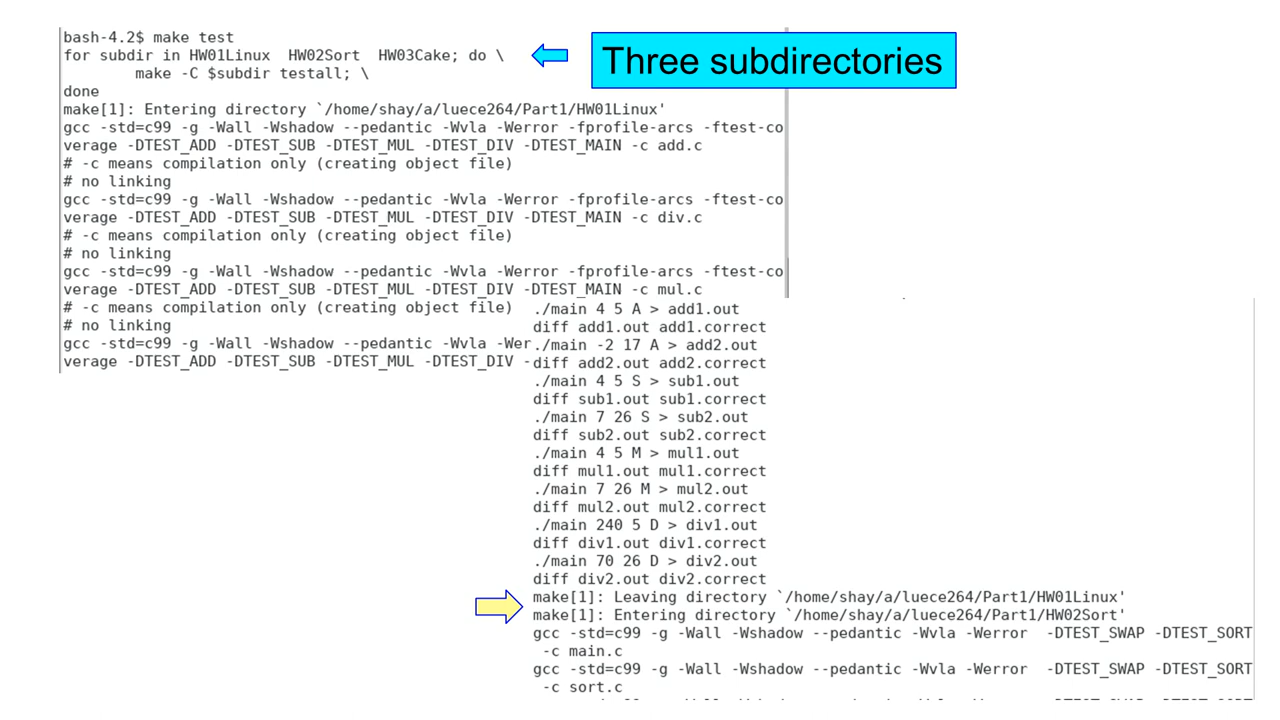 bash-4.2$ make test
for subdir in HW01Linux  HW02Sort  HW03Cake; do \
        make -C $subdir testall; \
done
make[1]: Entering directory `/home/shay/a/luece264/Part1/HW01Linux'
gcc -std=c99 -g -Wall -Wshadow --pedantic -Wvla -Werror -fprofile-arcs -ftest-co
verage -DTEST_ADD -DTEST_SUB -DTEST_MUL -DTEST_DIV -DTEST_MAIN -c add.c
# -c means compilation only (creating object file)
# no linking
gcc -std=c99 -g -Wall -Wshadow --pedantic -Wvla -Werror -fprofile-arcs -ftest-co
verage -DTEST_ADD -DTEST_SUB -DTEST_MUL -DTEST_DIV -DTEST_MAIN -c div.c
# -c means compilation only (creating object file)
# no linking
gcc -std=c99 -g -Wall -Wshadow --pedantic -Wvla -Werror -fprofile-arcs -ftest-co
verage -DTEST_ADD -DTEST_SUB -DTEST_MUL -DTEST_DIV -DTEST_MAIN -c mul.c
# -c means compilation only (creating object file)
# no linking
gcc -std=c99 -g -Wall -Wshadow --pedantic -Wvla -Wer
verage -DTEST_ADD -DTEST_SUB -DTEST_MUL -DTEST_DIV -
Three subdirectories
./main 4 5 A > add1.out
diff add1.out add1.correct
./main -2 17 A > add2.out
diff add2.out add2.correct
./main 4 5 S > sub1.out
diff sub1.out sub1.correct
./main 7 26 S > sub2.out
diff sub2.out sub2.correct
./main 4 5 M > mul1.out
diff mul1.out mul1.correct
./main 7 26 M > mul2.out
diff mul2.out mul2.correct
./main 240 5 D > div1.out
diff div1.out div1.correct
./main 70 26 D > div2.out
diff div2.out div2.correct
make[1]: Leaving directory `/home/shay/a/luece264/Part1/HW01Linux'
make[1]: Entering directory `/home/shay/a/luece264/Part1/HW02Sort'
gcc -std=c99 -g -Wall -Wshadow --pedantic -Wvla -Werror  -DTEST_SWAP -DTEST_SORT
 -c main.c
gcc -std=c99 -g -Wall -Wshadow --pedantic -Wvla -Werror  -DTEST_SWAP -DTEST_SORT
 -c sort.c